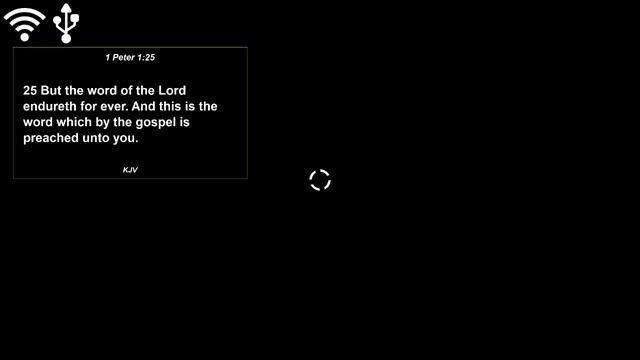 1 Peter 1:25
25 But the word of the Lord
endureth for ever. And this is the
word which by the gospel is
preached unto you.
KJV